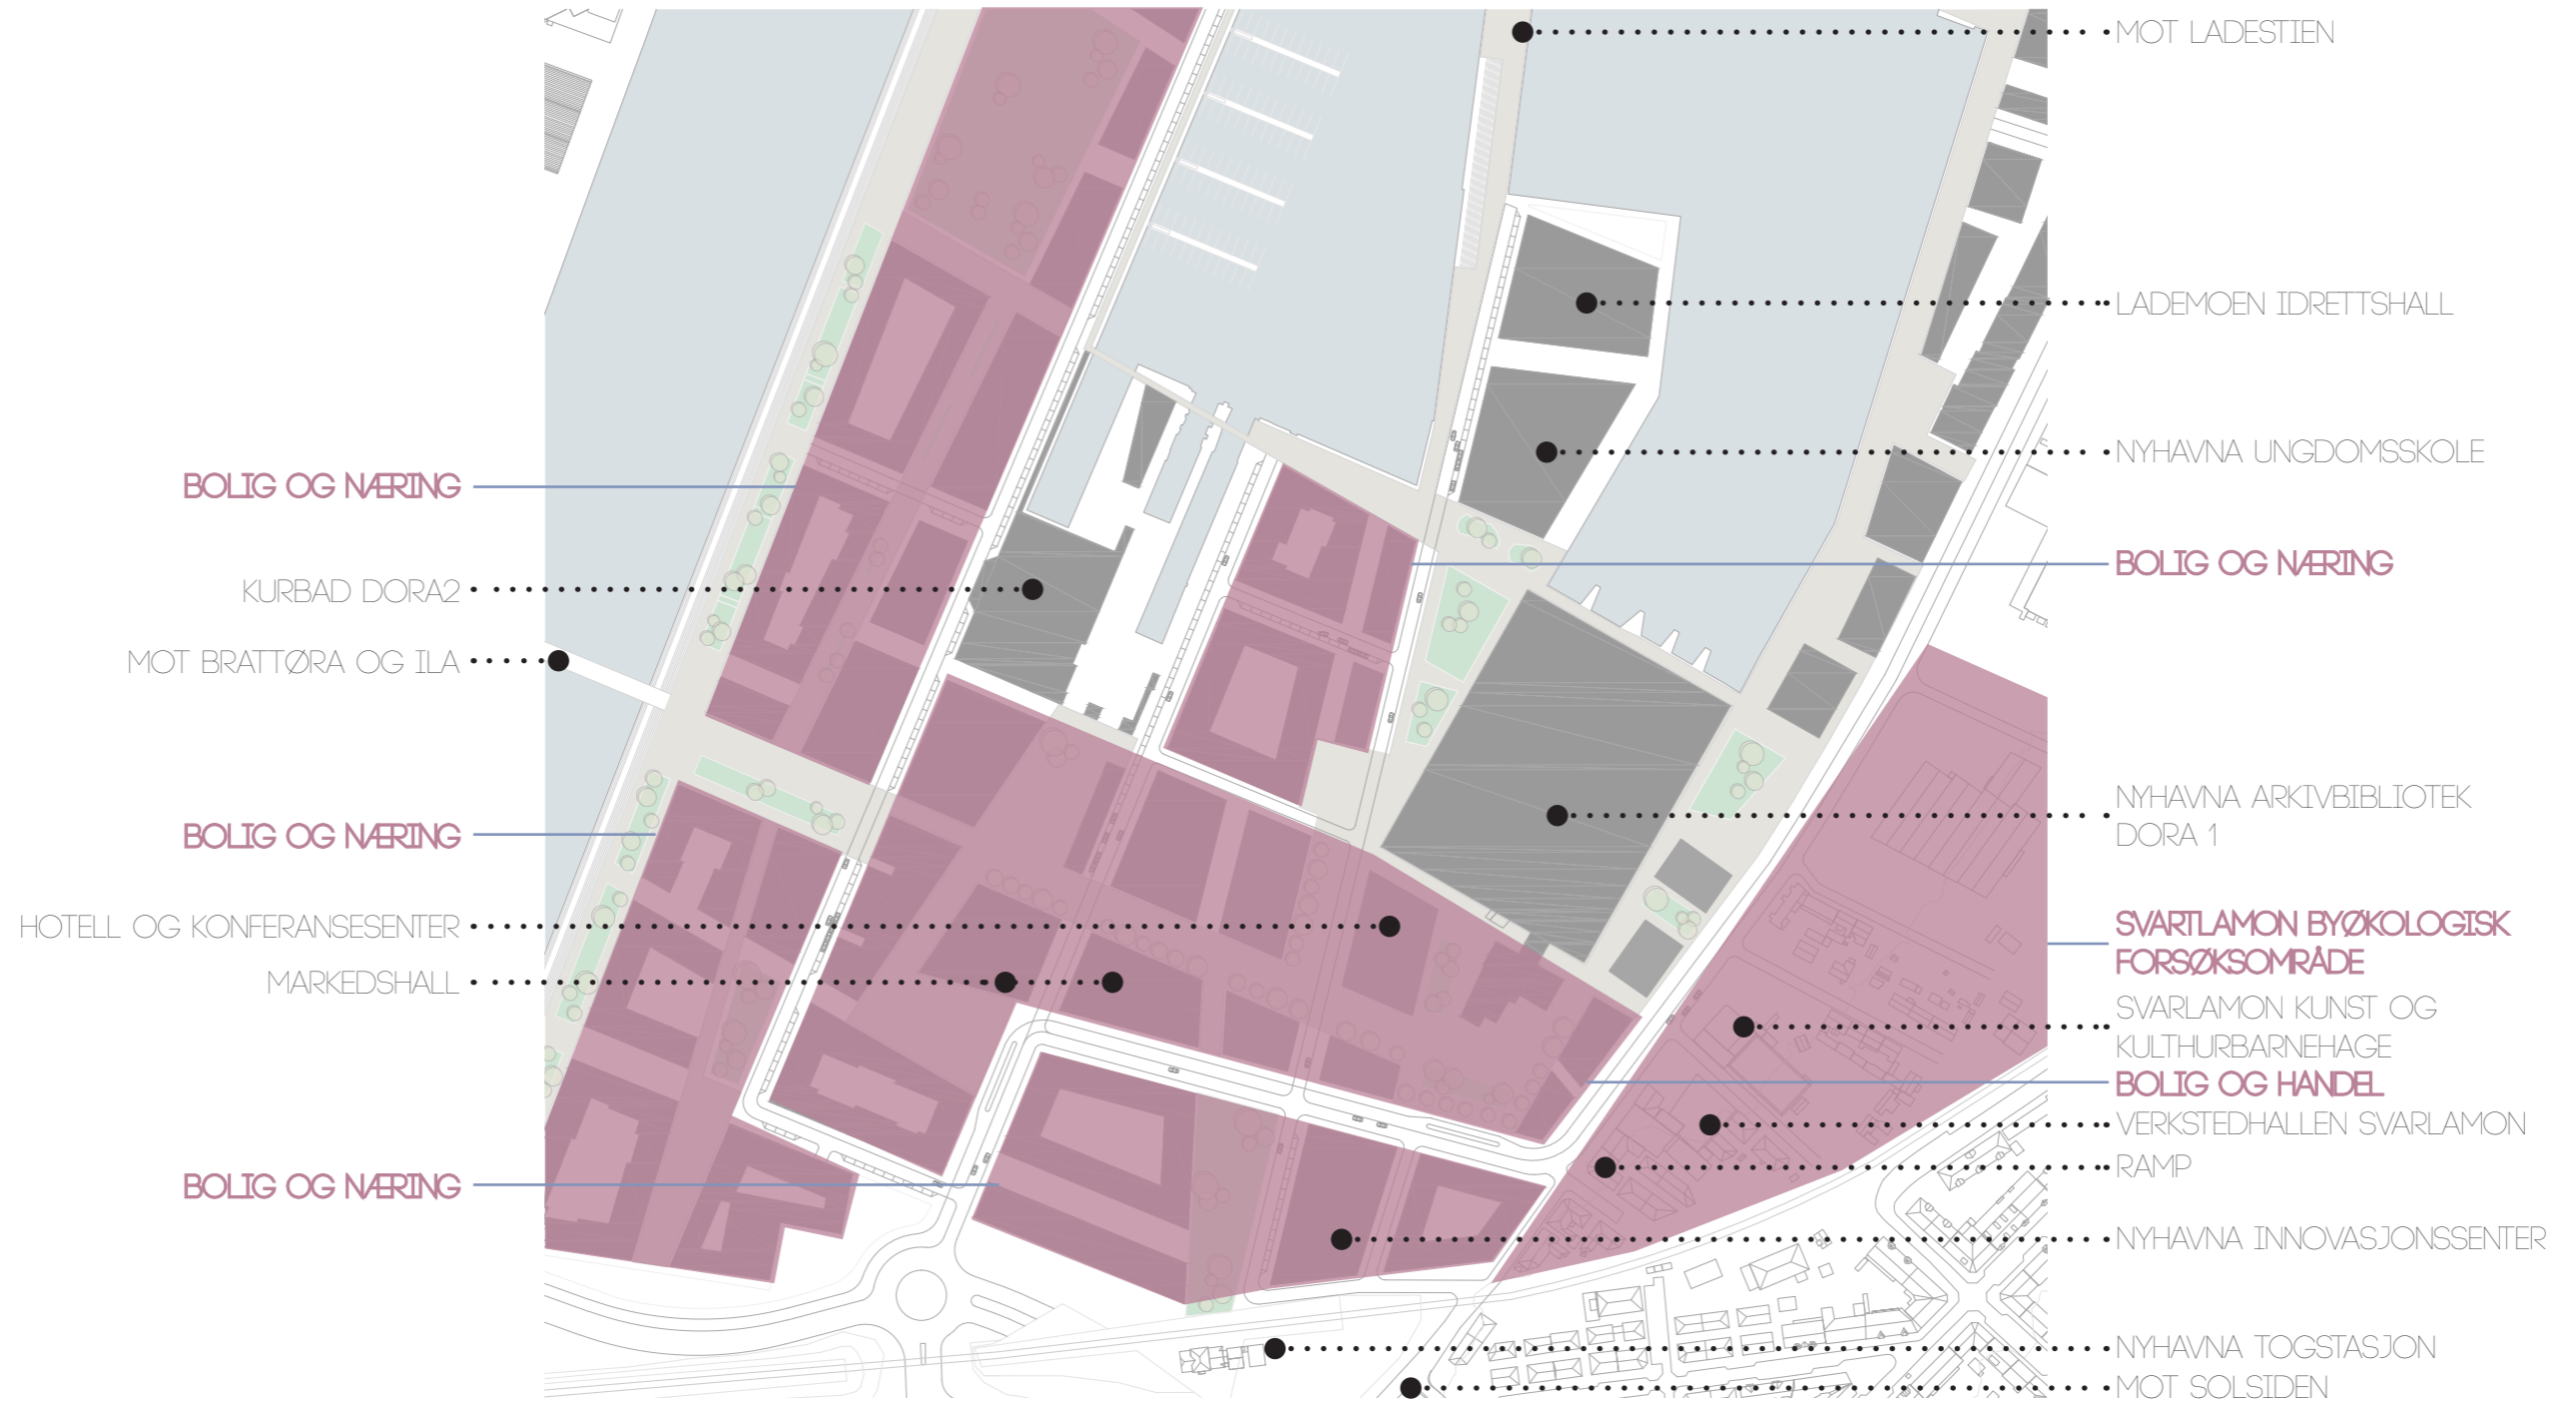 MOT LADESTIEN
LADEMOEN IDRETTSHALL
NYHAVNA UNGDOMSSKOLE
BOLIG OG NÆRING
BOLIG OG NÆRING
KURBAD DORA2
MOT BRATTØRA OG ILA
NYHAVNA ARKIVBIBLIOTEK
DORA 1
BOLIG OG NÆRING
HOTELL OG KONFERANSESENTER
MARKEDSHALL
SVARTLAMON BYØKOLOGISK
FORSØKSOMRÅDE
SVARLAMON KUNST OG
KULTHURBARNEHAGE
BOLIG OG HANDEL
VERKSTEDHALLEN SVARLAMON
RAMP
BOLIG OG NÆRING
NYHAVNA INNOVASJONSSENTER
NYHAVNA TOGSTASJON
MOT SOLSIDEN